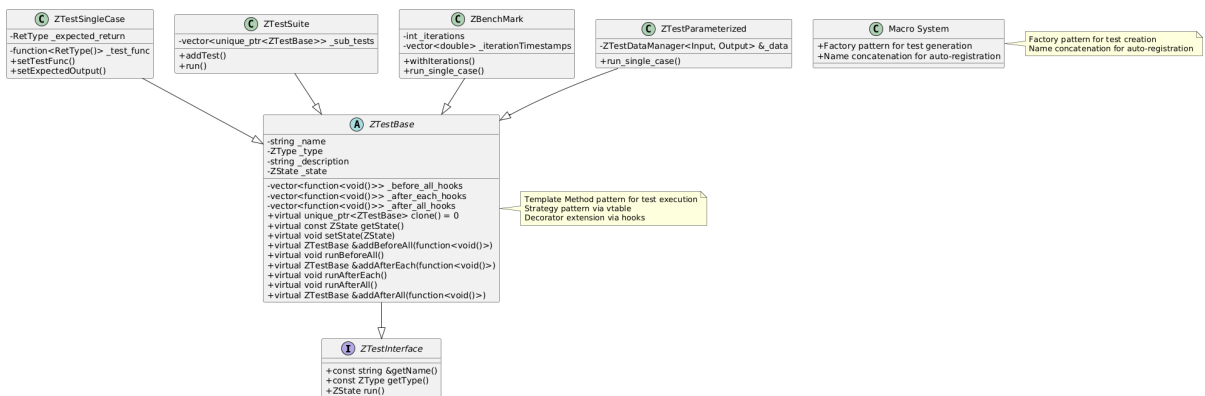 C ZTestSingleCase
-RetType _expected_return
-function<RetType()> _test_func
+setTestFunc()
+setExpectedOutput()
C ZTestSuite
-vector<unique_ptr<ZTestBase>> _sub_tests
+addTest()
+run()
C ZBenchMark
-int _iterations
-vector<double> _iterationTimestamps
+withIterations()
+run_single_case()
C ZTestParameterized
-ZTestDataManager<Input, Output> &_data
+run_single_case()
C Macro System
+Factory pattern for test generation
+Name concatenation for auto-registration
Factory pattern for test creation
Name concatenation for auto-registration
A ZTestBase
-string _name
-ZType _type
-string _description
-ZState _state
-vector<function<void()>> _before_all_hooks
-vector<function<void()>> _after_each_hooks
-vector<function<void()>> _after_all_hooks
+virtual unique_ptr<ZTestBase> clone() = 0
+virtual const ZState getState()
+virtual void setState(ZState)
+virtual ZTestBase &addBeforeAll(function<void()>)
+virtual void runBeforeAll()
+virtual ZTestBase &addAfterEach(function<void()>)
+virtual void runAfterEach()
+virtual void runAfterAll()
+virtual ZTestBase &addAfterAll(function<void()>)
Template Method pattern for test execution
Strategy pattern via vtable
Decorator extension via hooks
I ZTestInterface
+const string &getName()
+const ZType getType()
+ZState run()